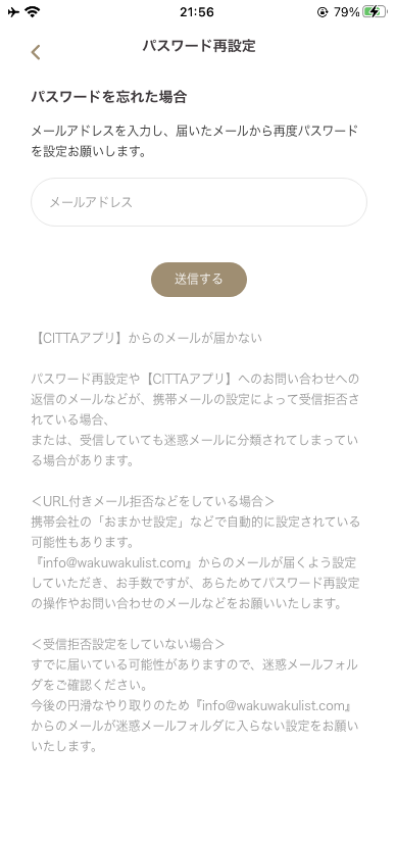 21:56
79%
パスワード再設定
パスワードを忘れた場合
メールアドレスを入力し、届いたメールから再度パスワード
を設定お願いします。
メールアドレス
送信する
【CITTAアプリ】からのメールが届かない
パスワード再設定や【CITTAアプリ】へのお問い合わせへの
返信のメールなどが、携帯メールの設定によって受信拒否さ
れている場合、
または、受信していても迷惑メールに分類されてしまってい
る場合があります。
＜URL付きメール拒否などをしている場合＞
携帯会社の「おまかせ設定」などで自動的に設定されている
可能性もあります。
『info@wakuwakulist.com』からのメールが届くよう設定
していただき、お手数ですが、あらためてパスワード再設定
の操作やお問い合わせのメールなどをお願いいたします。
＜受信拒否設定をしていない場合＞
すでに届いている可能性がありますので、迷惑メールフォル
ダをご確認ください。
今後の円滑なやり取りのため『info@wakuwakulist.com』
からのメールが迷惑メールフォルダに入らない設定をお願い
いたします。